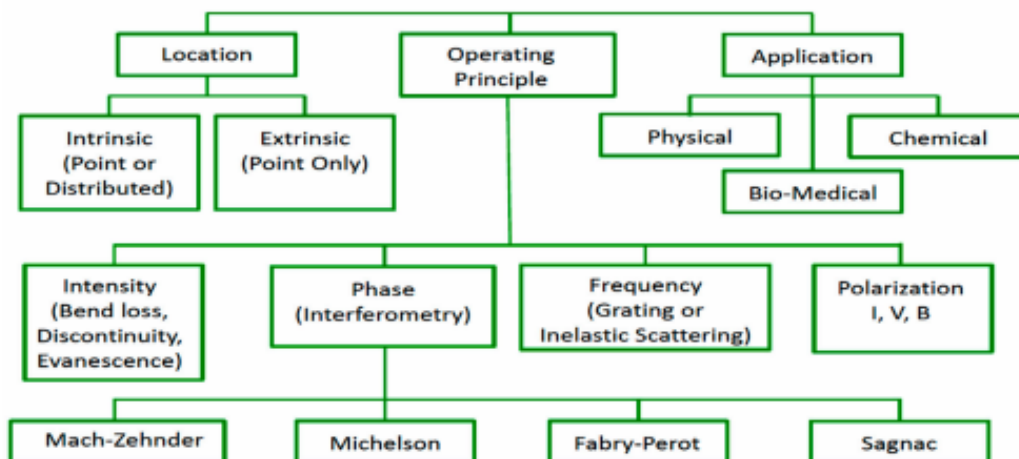 Location
Operating
Principle
Application
Intrinsic
(Point or
Distributed)
Extrinsic
(Point Only)
Physical
Chemical
Bio-Medical
Intensity
(Bend loss,
Discontinuity,
Evanescence)
Phase
(Interferometry)
Frequency
(Grating or
Inelastic Scattering)
Polarization
I, V, B
Mach-Zehnder
Michelson
Fabry-Perot
Sagnac